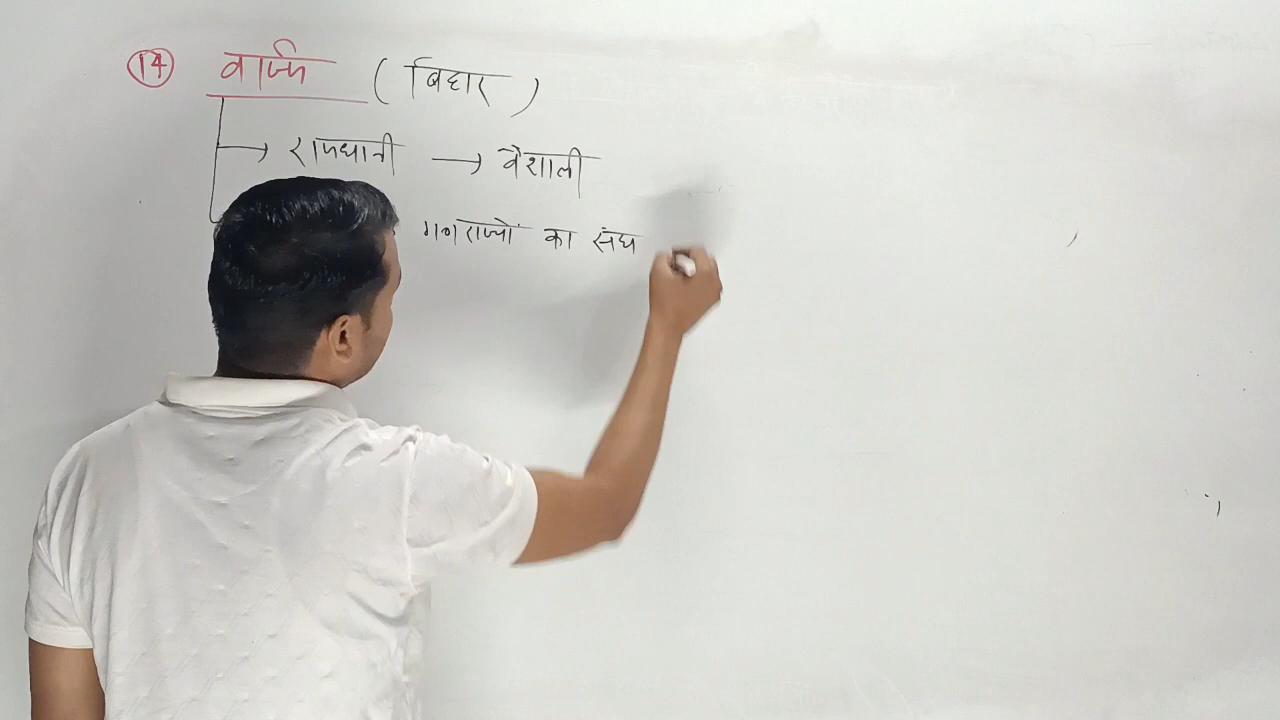 14 वज्जि (बिहार)
→ राजधानी → वैशाली
गणराज्यों का संघ